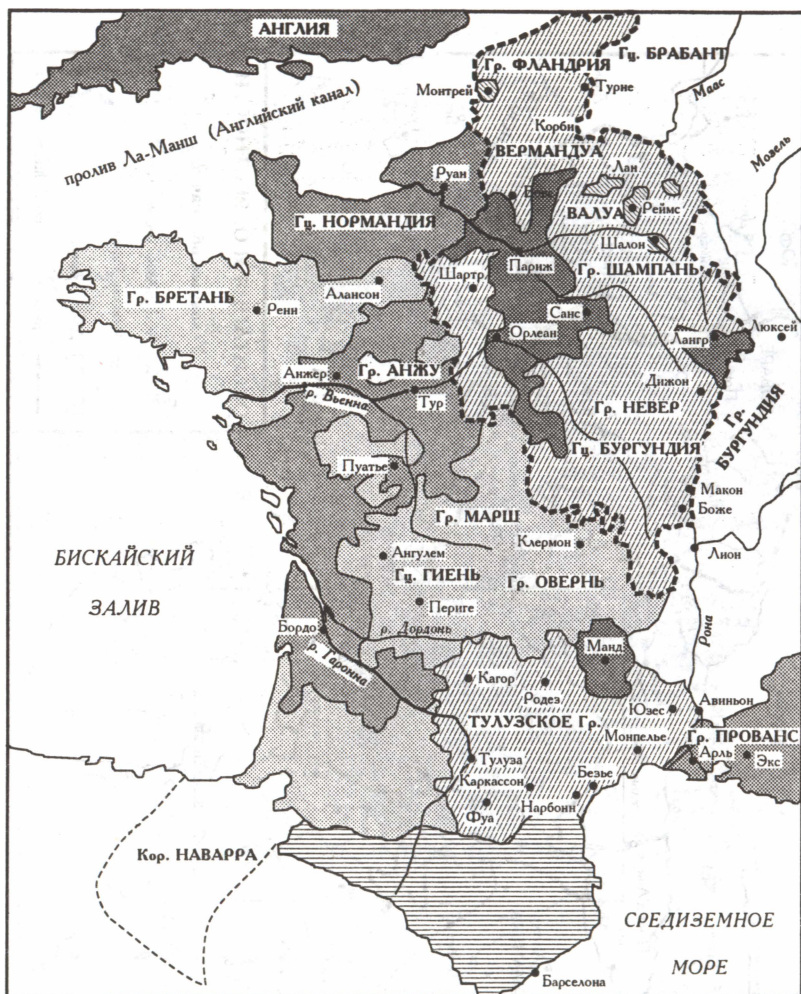 АНГЛИЯ
Гц. БРАБАНТ
Гр. ФЛАНДРИЯ
Монтрей
Турне
Маас
пролив Ла-Манш (Английский канал)
Корби
Мозель
ВЕРМАНДУА
Руан
Лан
ВАЛУА
Реймс
Гц. НОРМАНДИЯ
Шалон
Париж
Шартр
Гр. ШАМПАНЬ
Гр. БРЕТАНЬ
Алансон
Ренн
Санс
Орлеан
Лангр
Люксей
Анжер
Гр. АНЖУ
Тур
Дижон
р. Вьенна
Гр. НЕВЕР
Гр. БУРГУНДИЯ
Гц. БУРГУНДИЯ
Пуатье
Макон
Боже
Гр. МАРШ
Клермон
Лион
БИСКАЙСКИЙ
ЗАЛИВ
Ангулем
Гц. ГИЕНЬ
Гр. ОВЕРНЬ
Периге
Бордо
р. Дордонь
Рона
Манд
р. Гаронна
Кагор
Родез
Авиньон
Юзес
ТУЛУЗСКОЕ Гр.
Гр. ПРОВАНС
Монпелье
Арль
Экс
Тулуза
Каркассон
Безье
Нарбонн
Фуа
Кор. НАВАРРА
СРЕДИЗЕМНОЕ
МОРЕ
Барселона